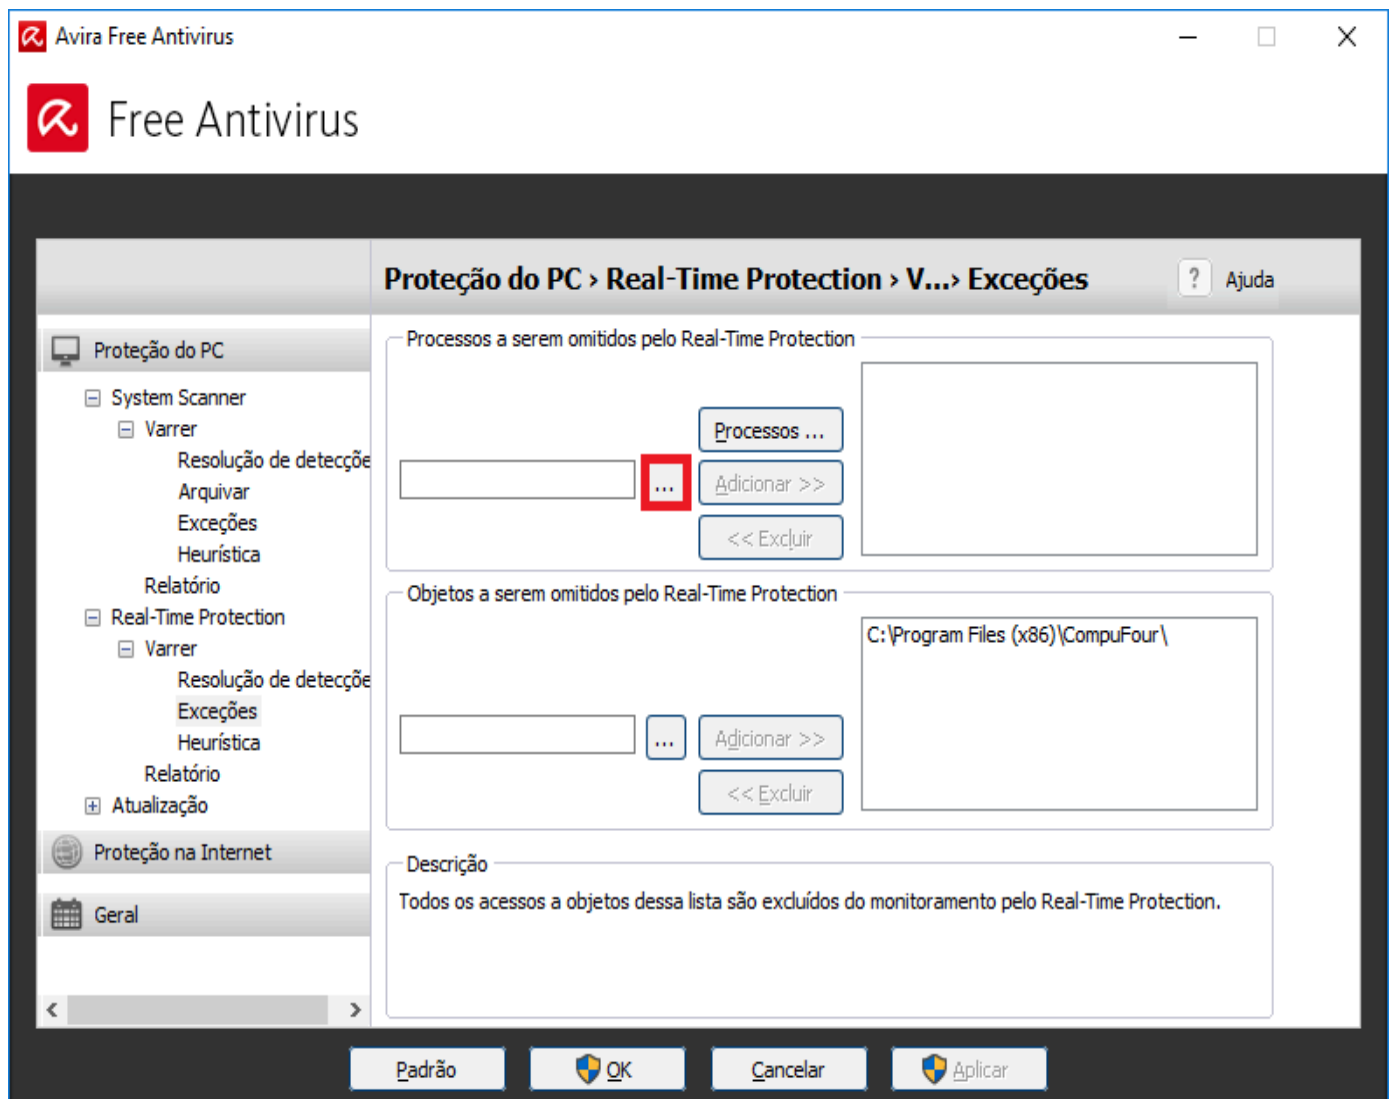 Avira Free Antivirus
Free Antivirus
Proteção do PC › Real-Time Protection › V...› Exceções
? Ajuda
Proteção do PC
System Scanner
Varrer
Resolução de detecçõe
Arquivar
Exceções
Heurística
Relatório
Real-Time Protection
Varrer
Resolução de detecçõe
Exceções
Heurística
Relatório
Atualização
Proteção na Internet
Geral
Processos a serem omitidos pelo Real-Time Protection
Processos ...
... Adicionar >>
<< Excluir
Objetos a serem omitidos pelo Real-Time Protection
C:\Program Files (x86)\CompuFour\
... Adicionar >>
<< Excluir
Descrição
Todos os acessos a objetos dessa lista são excluídos do monitoramento pelo Real-Time Protection.
Padrão OK Cancelar Aplicar